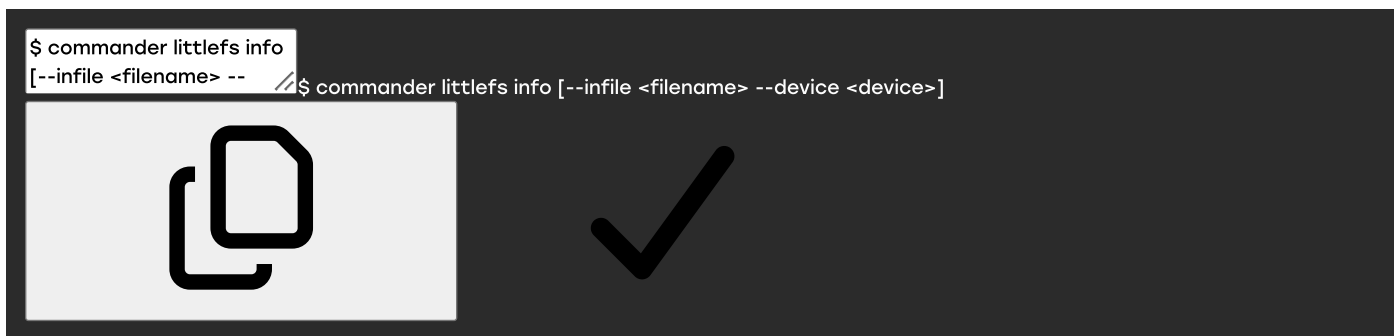 $ commander littlefs info
[--infile <filename> --
$ commander littlefs info [--infile <filename> --device <device>]